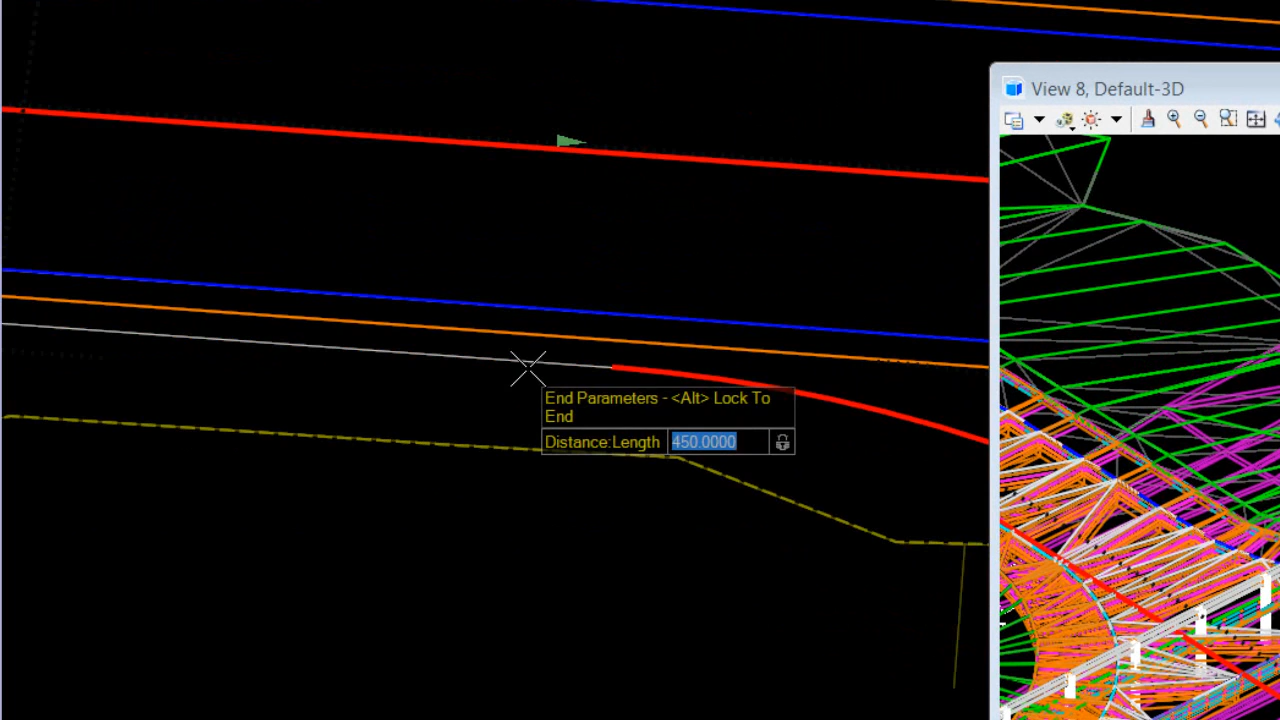 View 8, Default-3D
End Parameters - <Alt> Lock To
End
Distance:Length 450.0000